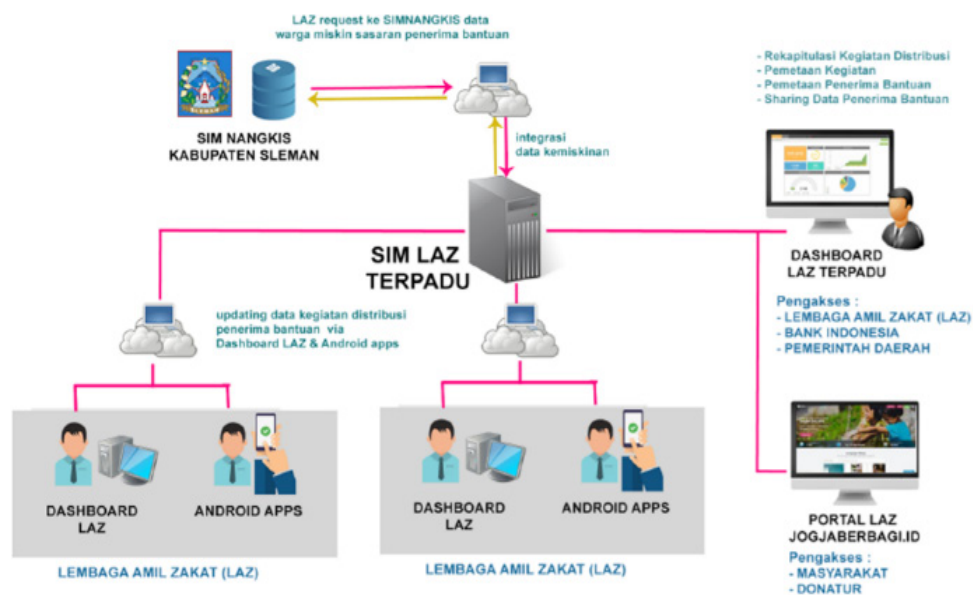 LAZ request ke SIMNANGKIS data
warga miskin sasaran penerima bantuan
SLEMAN
SIM NANGKIS
KABUPATEN SLEMAN
integrasi
data kemiskinan
- Rekapitulasi Kegiatan Distribusi
- Pemetaan Kegiatan
- Pemetaan Penerima Bantuan
- Sharing Data Penerima Bantuan
SIM LAZ
TERPADU
DASHBOARD
LAZ TERPADU
Pengakses :
- LEMBAGA AMIL ZAKAT (LAZ)
- BANK INDONESIA
- PEMERINTAH DAERAH
updating data kegiatan distribusi
penerima bantuan via
Dashboard LAZ & Android apps
DASHBOARD
LAZ
ANDROID APPS
LEMBAGA AMIL ZAKAT (LAZ)
DASHBOARD
LAZ
ANDROID APPS
LEMBAGA AMIL ZAKAT (LAZ)
PORTAL LAZ
JOGJABERBAGI.ID
Pengakses :
- MASYARAKAT
- DONATUR